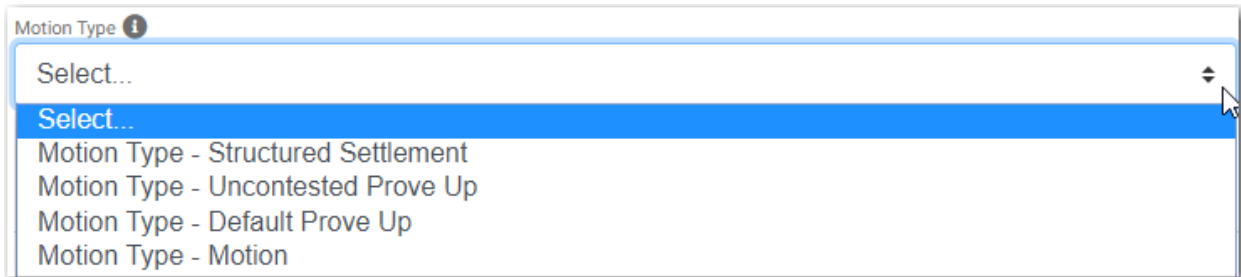 Motion Type i
Select...
Select...
Motion Type - Structured Settlement
Motion Type - Uncontested Prove Up
Motion Type - Default Prove Up
Motion Type - Motion